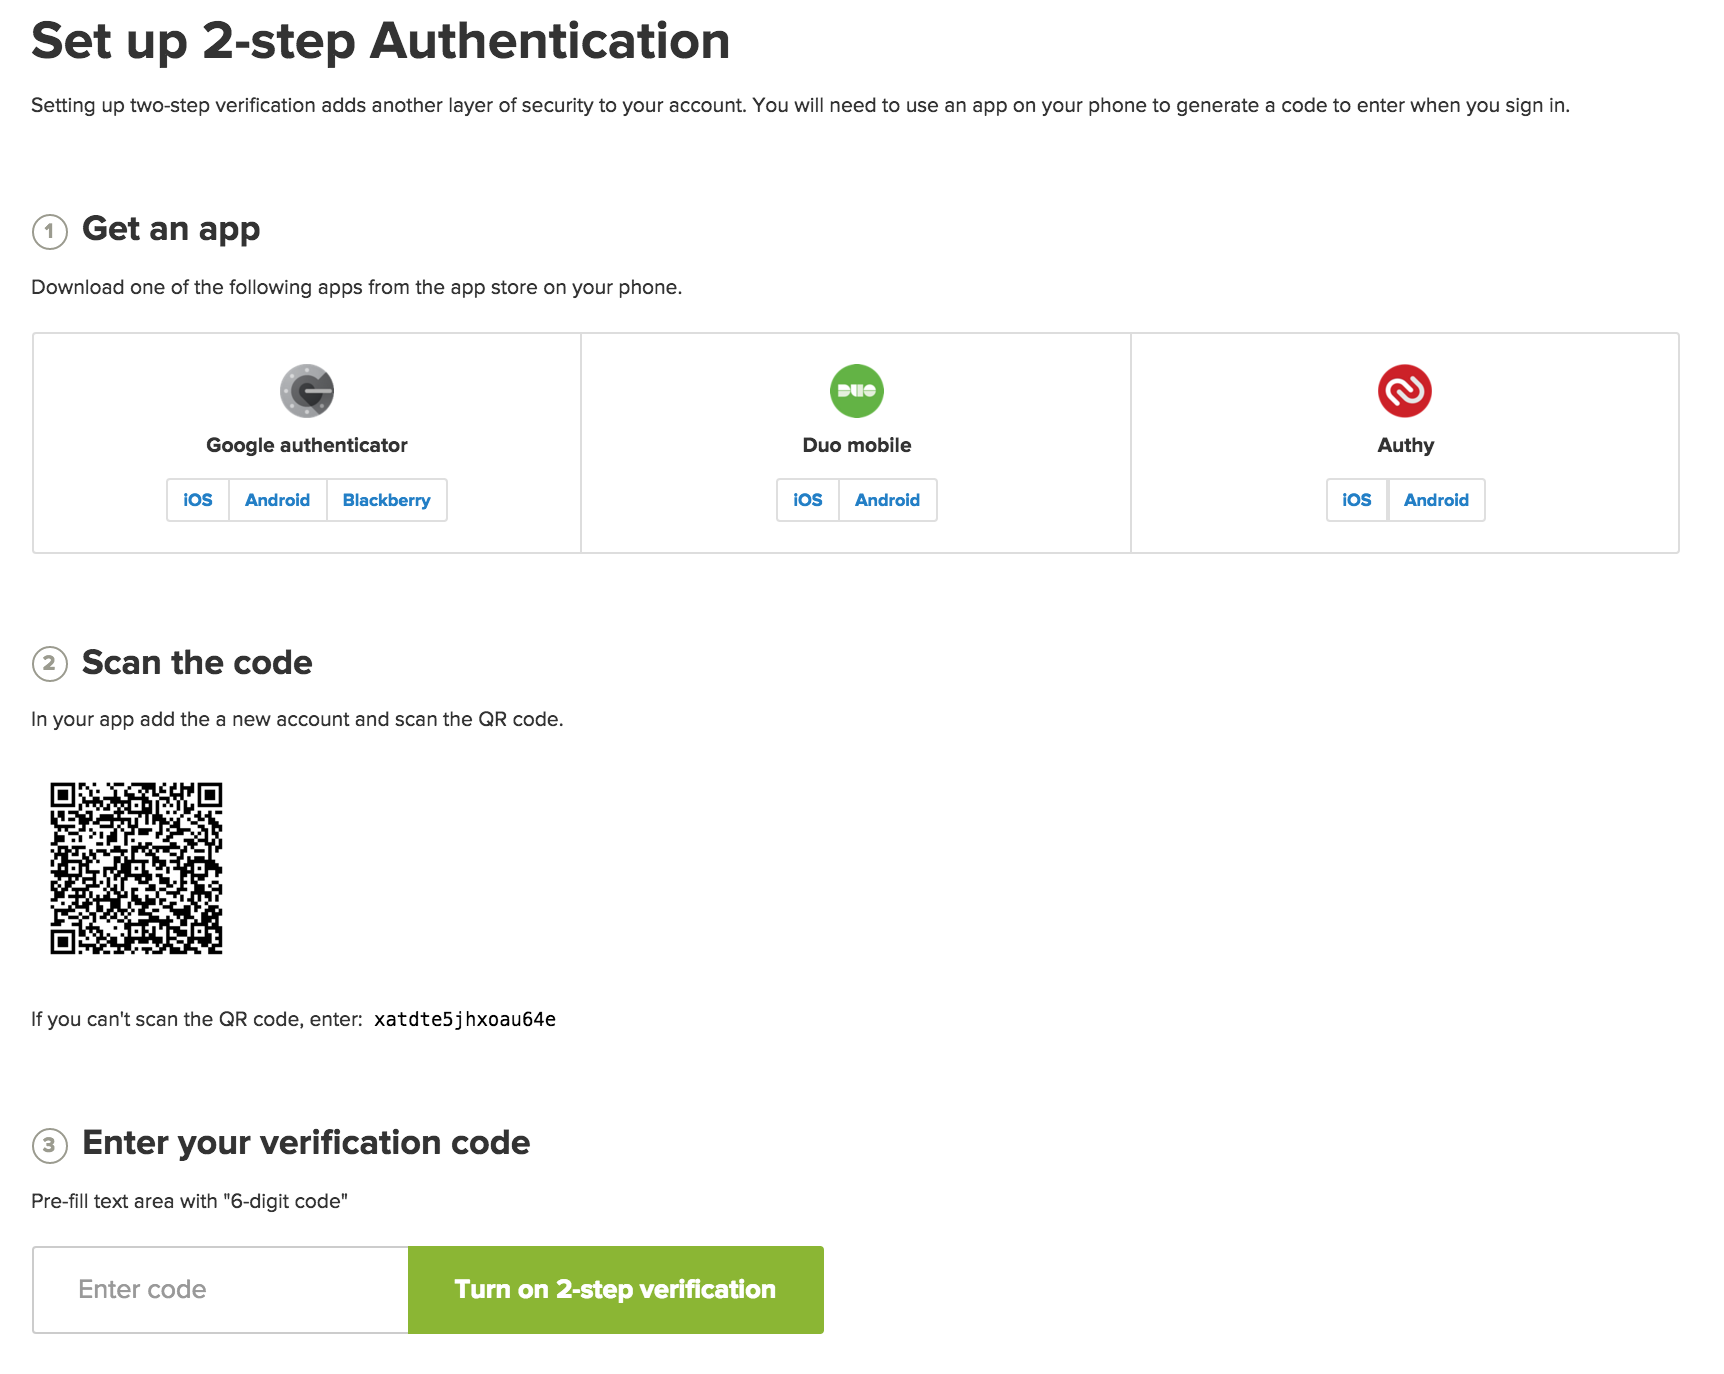 Set up 2-step Authentication
Setting up two-step verification adds another layer of security to your account. You will need to use an app on your phone to generate a code to enter when you sign in.
1 Get an app
Download one of the following apps from the app store on your phone.
DUO
Google authenticator
Duo mobile
Authy
iOS Android Blackberry
iOS Android
iOS Android
2 Scan the code
In your app add the a new account and scan the QR code.
If you can't scan the QR code, enter: xatdte5jhxoau64e
3 Enter your verification code
Pre-fill text area with "6-digit code"
Enter code
Turn on 2-step verification